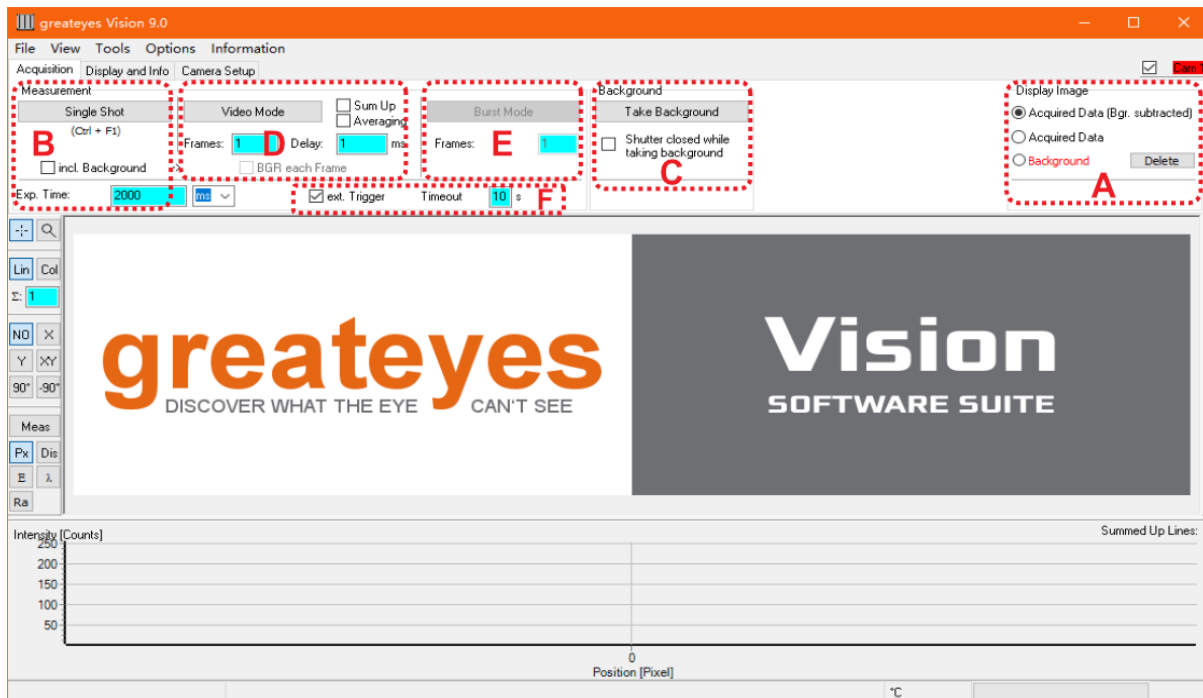 greateyes Vision 9.0
File View Tools Options Information
Acquisition Display and Info Camera Setup
Measurement Background Display Image
Single Shot Video Mode Sum Up Burst Mode Take Background Acquired Data (Bgr. subtracted)
(Ctrl + F1) Averaging
B Frames: 1 D Delay: 1 ms Frames: E 1 Shutter closed while taking background Acquired Data
incl. Background -> BGR each Frame C Background Delete
Exp. Time: 2000 ms ext. Trigger Timeout 10 s F A
Lin Col
Σ: 1
NO X
Y XY
90° -90°
Meas
Px Dis
E λ
Ra
greateyes
DISCOVER WHAT THE EYE CAN'T SEE
Vision
SOFTWARE SUITE
Intensity [Counts] Summed Up Lines:
250
200
150
100
50
0
Position [Pixel]
°C